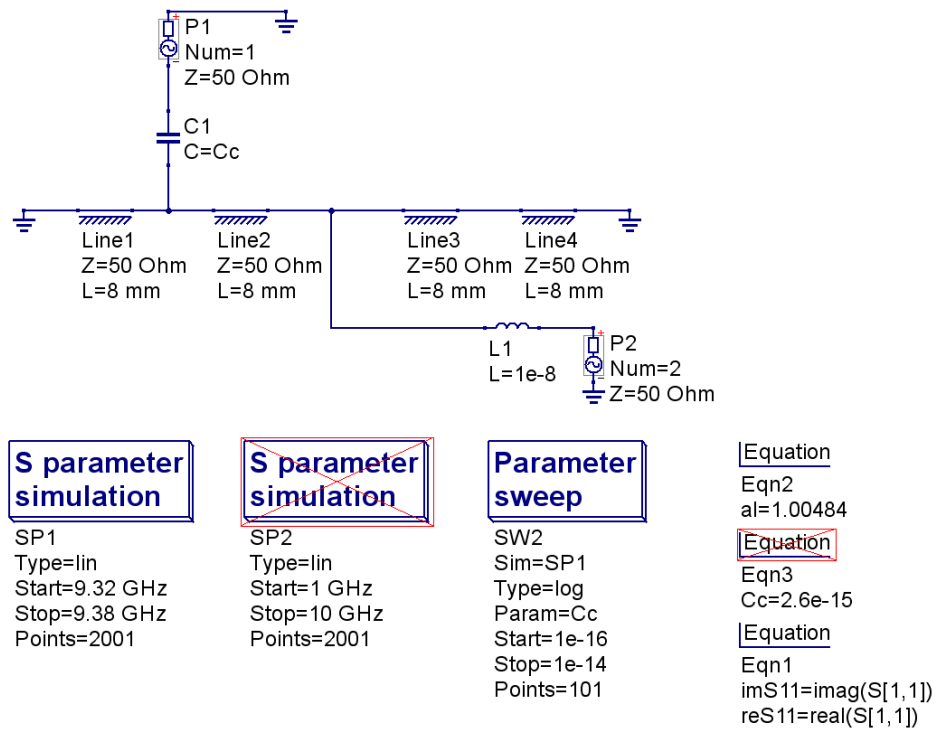 P1
Num=1
Z=50 Ohm
C1
C=Cc
Line1
Z=50 Ohm
L=8 mm
Line2
Z=50 Ohm
L=8 mm
Line3
Z=50 Ohm
L=8 mm
Line4
Z=50 Ohm
L=8 mm
L1
L=1e-8
P2
Num=2
Z=50 Ohm
S parameter
simulation
SP1
Type=lin
Start=9.32 GHz
Stop=9.38 GHz
Points=2001
S parameter
simulation
SP2
Type=lin
Start=1 GHz
Stop=10 GHz
Points=2001
Parameter
sweep
SW2
Sim=SP1
Type=log
Param=Cc
Start=1e-16
Stop=1e-14
Points=101
Equation
Eqn2
al=1.00484
Equation
Eqn3
Cc=2.6e-15
Equation
Eqn1
imS11=imag(S[1,1])
reS11=real(S[1,1])